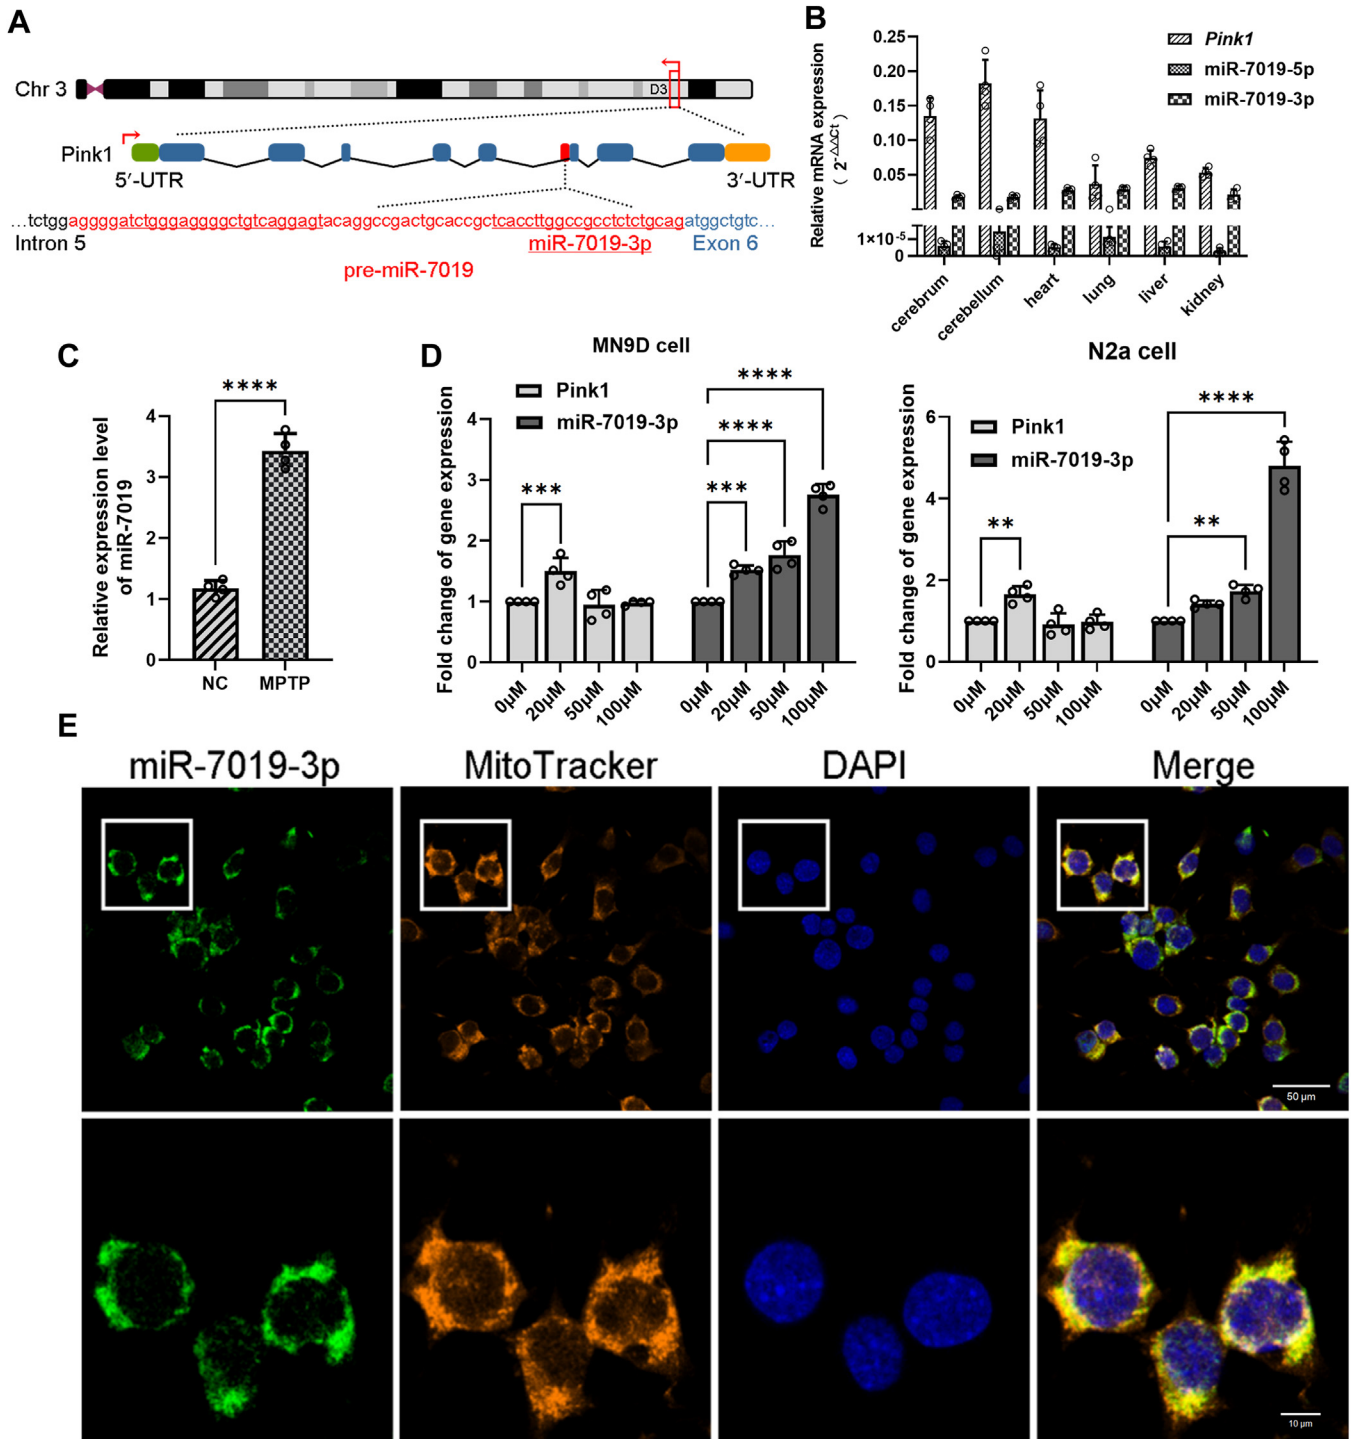 A
Chr 3
D3
Pink1
5′-UTR
3′-UTR
...tctggaggggatctgggaggggctgtcaggagtacaggccgactgcaccgctcaccttggccgcctctctgcagatggctgtc...
Intron 5
miR-7019-3p
Exon 6
pre-miR-7019
B
Relative mRNA expression
( 2^-△△Ct )
0.25
0.20
0.15
0.10
0.05
1×10^-5
0
Pink1
miR-7019-5p
miR-7019-3p
cerebrum
cerebellum
heart
lung
liver
kidney
C
Relative expression level
of miR-7019
4
3
2
1
0
****
NC
MPTP
D
MN9D cell
Fold change of gene expression
4
3
2
1
0
Pink1
miR-7019-3p
***
***
****
****
0μM
20μM
50μM
100μM
0μM
20μM
50μM
100μM
N2a cell
Fold change of gene expression
6
4
2
0
Pink1
miR-7019-3p
**
**
****
0μM
20μM
50μM
100μM
0μM
20μM
50μM
100μM
E
miR-7019-3p
MitoTracker
DAPI
Merge
50 μm
10 μm